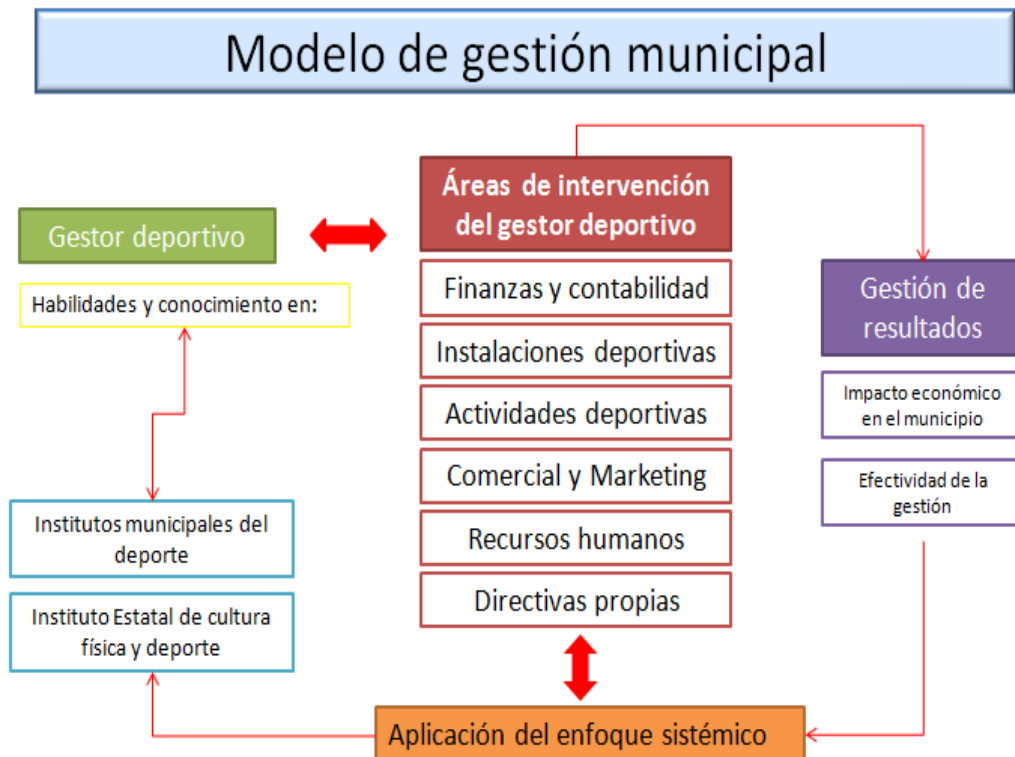 Modelo de gestión municipal
Gestor deportivo
Habilidades y conocimiento en:
Institutos municipales del
deporte
Instituto Estatal de cultura
física y deporte
Áreas de intervención
del gestor deportivo
Finanzas y contabilidad
Instalaciones deportivas
Actividades deportivas
Comercial y Marketing
Recursos humanos
Directivas propias
Gestión de
resultados
Impacto económico
en el municipio
Efectividad de la
gestión
Aplicación del enfoque sistémico